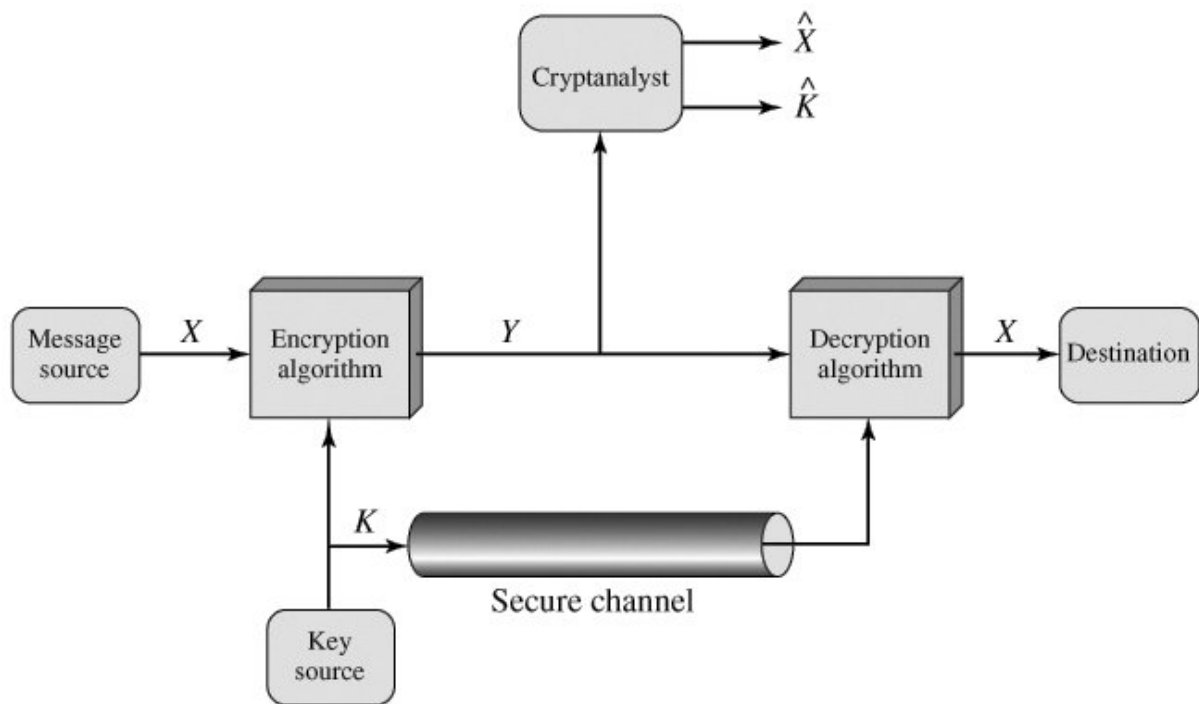 X̂
Cryptanalyst
K̂
Message
source
X
Encryption
algorithm
Y
Decryption
algorithm
X
Destination
K
Secure channel
Key
source